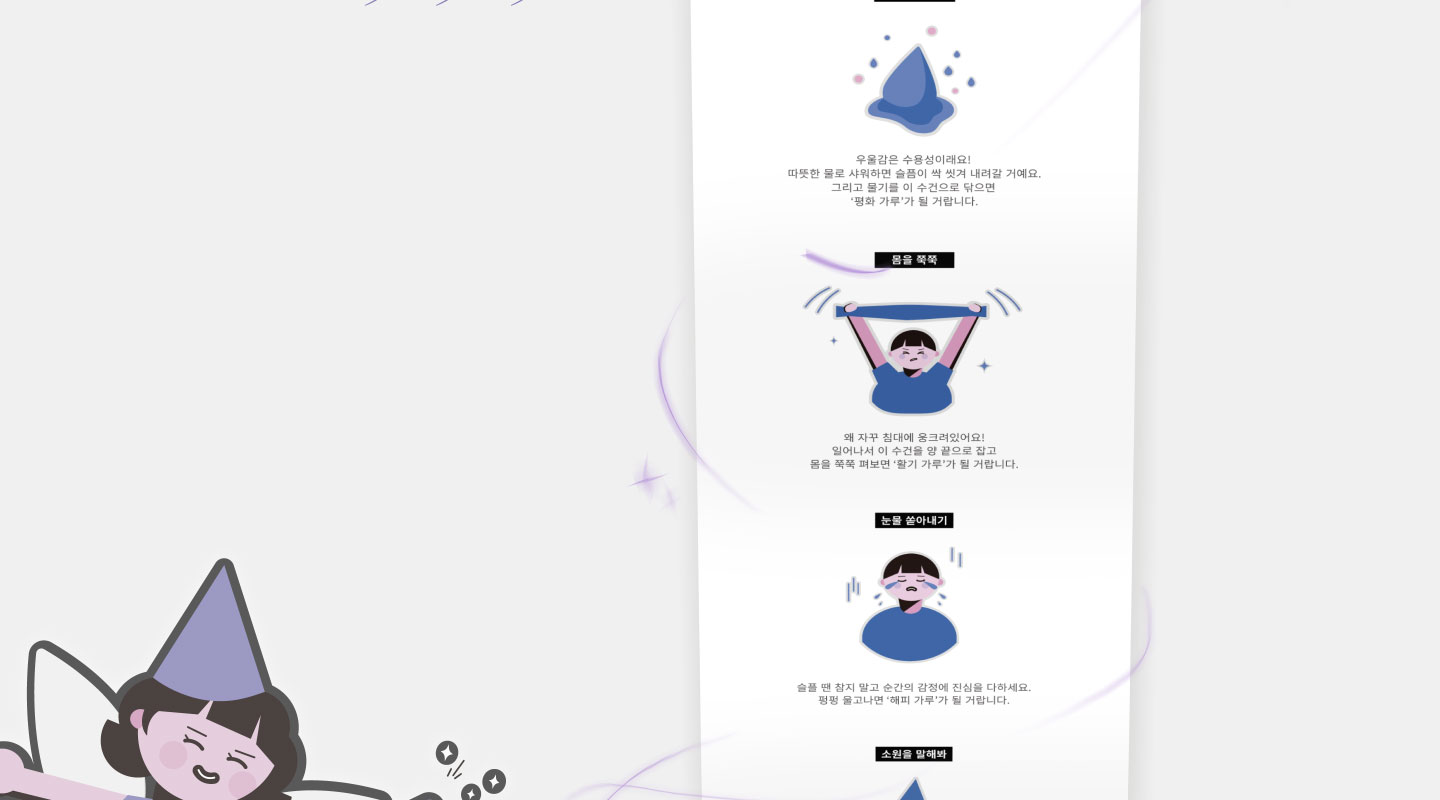 우울감은 수용성이래요!
따뜻한 물로 샤워하면 슬픔이 싹 씻겨 내려갈 거예요.
그리고 물기를 이 수건으로 닦으면
‘평화 가루’가 될 거랍니다.
몸을 쭉쭉
왜 자꾸 침대에 웅크려있어요!
일어나서 이 수건을 양 끝으로 잡고
몸을 쭉쭉 펴보면 ‘활기 가루’가 될 거랍니다.
눈물 쏟아내기
슬플 땐 참지 말고 순간의 감정에 진심을 다하세요.
펑펑 울고나면 ‘해피 가루’가 될 거랍니다.
소원을 말해봐